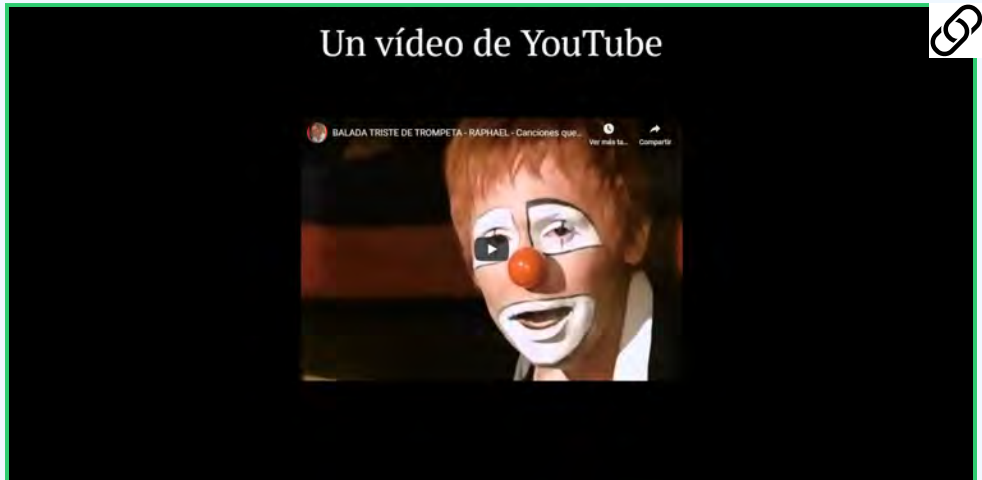 Un vídeo de YouTube
BALADA TRISTE DE TROMPETA - RAPHAEL - Canciones que...
Ver más ta...
Compartir